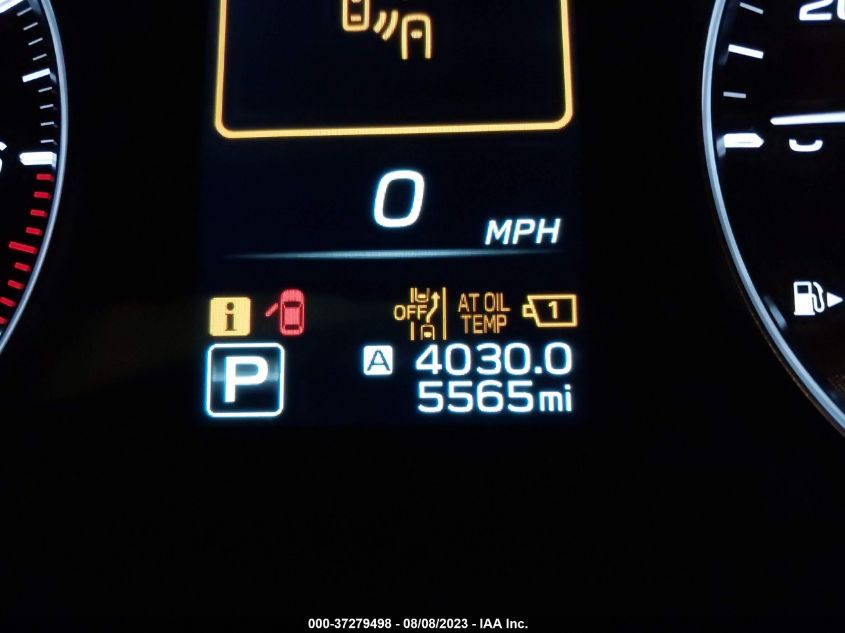 0
MPH
i
OFF
AT OIL
TEMP
1
P
A 4030.0
5565mi
000-37279498 - 08/08/2023 - IAA Inc.